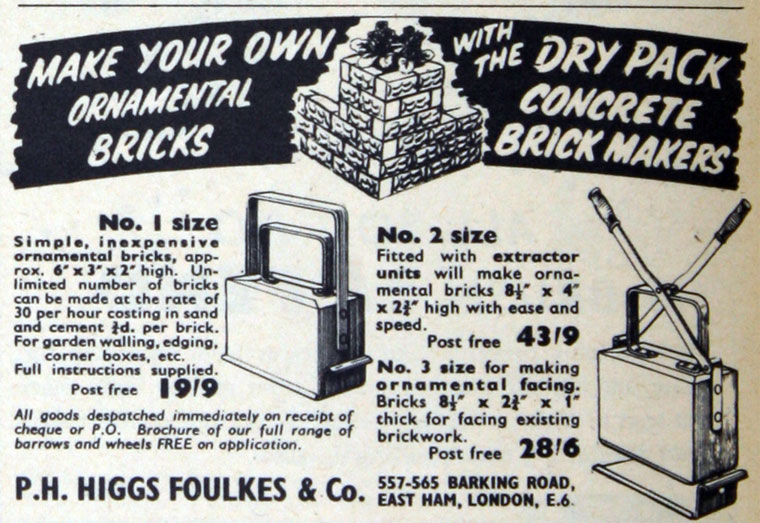 MAKE YOUR OWN
ORNAMENTAL
BRICKS
WITH
THE DRY PACK
CONCRETE
BRICK MAKERS
No. 1 size
Simple, inexpensive
ornamental bricks, app-
rox. 6″ x 3″ x 2″ high. Un-
limited number of bricks
can be made at the rate of
30 per hour costing in sand
and cement ¾d. per brick.
For garden walling, edging,
corner boxes, etc.
Full instructions supplied.
Post free 19/9
No. 2 size
Fitted with extractor
units will make orna-
mental bricks 8½″ x 4″
x 2¾″ high with ease and
speed.
Post free 43/9
No. 3 size for making
ornamental facing.
Bricks 8½″ x 2¾″ x 1″
thick for facing existing
brickwork.
Post free 28/6
All goods despatched immediately on receipt of
cheque or P.O. Brochure of our full range of
barrows and wheels FREE on application.
P.H. HIGGS FOULKES & Co.
557-565 BARKING ROAD,
EAST HAM, LONDON, E.6.